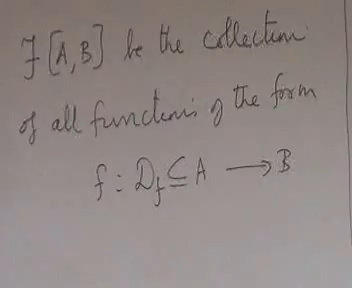 F[A, B] be the collection
of all functions of the form
f : D_f ⊆ A ⟶ B